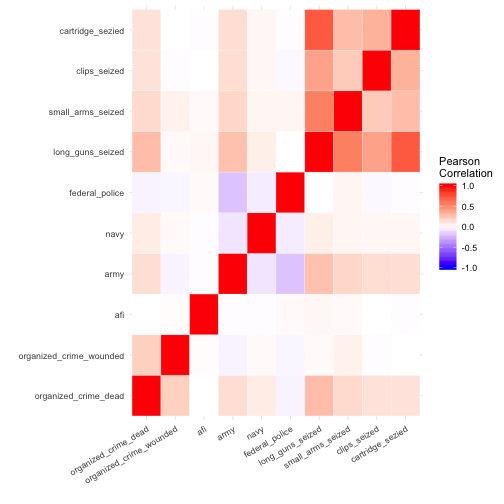 cartridge_sezied
clips_seized
small_arms_seized
long_guns_seized
federal_police
navy
army
afi
organized_crime_wounded
organized_crime_dead
organized_crime_dead
organized_crime_wounded
afi
army
navy
federal_police
long_guns_seized
small_arms_seized
clips_seized
cartridge_sezied
Pearson
Correlation
1.0
0.5
0.0
-0.5
-1.0